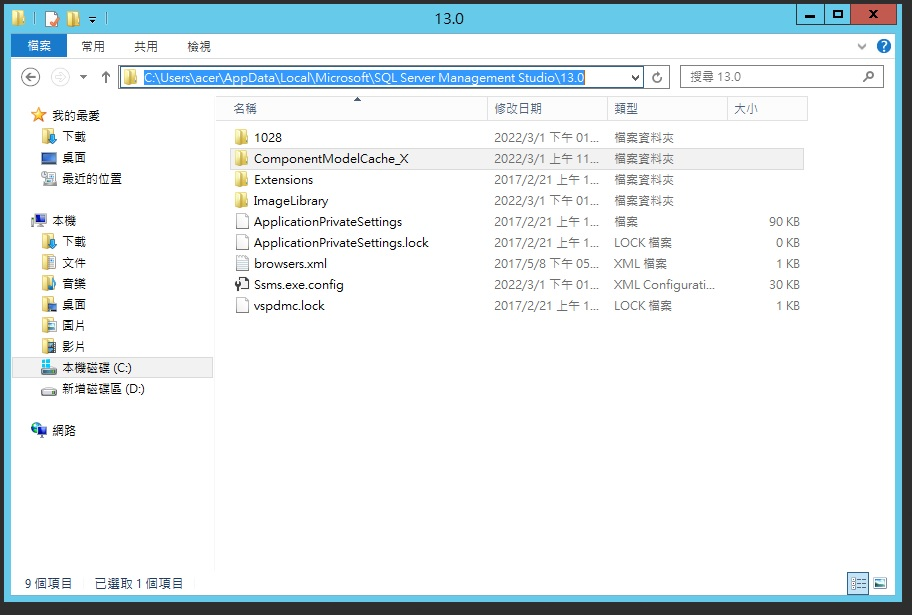 13.0
檔案 常用 共用 檢視
C:\Users\acer\AppData\Local\Microsoft\SQL Server Management Studio\13.0 搜尋 13.0
名稱 修改日期 類型 大小
我的最愛
下載
桌面
最近的位置
本機
下載
文件
音樂
桌面
圖片
影片
本機磁碟 (C:)
新增磁碟區 (D:)
網路
1028 2022/3/1 下午 01... 檔案資料夾
ComponentModelCache_X 2022/3/1 上午 11... 檔案資料夾
Extensions 2017/2/21 上午 1... 檔案資料夾
ImageLibrary 2022/3/1 下午 01... 檔案資料夾
ApplicationPrivateSettings 2017/2/21 上午 1... 檔案 90 KB
ApplicationPrivateSettings.lock 2017/2/21 上午 1... LOCK 檔案 0 KB
browsers.xml 2017/5/8 下午 05... XML 檔案 1 KB
Ssms.exe.config 2022/3/1 下午 01... XML Configurati... 30 KB
vspdmc.lock 2017/2/21 上午 1... LOCK 檔案 1 KB
9 個項目 已選取 1 個項目